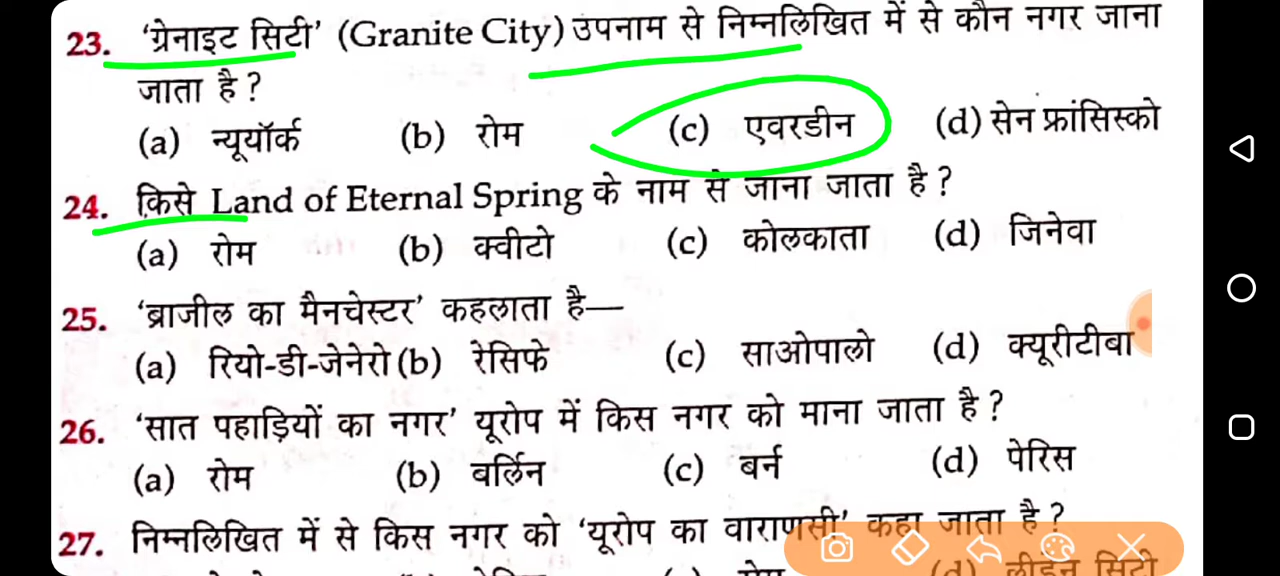 23. 'ग्रेनाइट सिटी' (Granite City) उपनाम से निम्नलिखित में से कौन नगर जाना
जाता है ?
(a) न्यूयॉर्क (b) रोम (c) एवरडीन (d) सेन फ्रांसिस्को
24. किसे Land of Eternal Spring के नाम से जाना जाता है ?
(a) रोम (b) क्वीटो (c) कोलकाता (d) जिनेवा
25. 'ब्राजील का मैनचेस्टर' कहलाता है—
(a) रियो-डी-जेनेरो (b) रेसिफे (c) साओपालो (d) क्यूरीटीबा
26. 'सात पहाड़ियों का नगर' यूरोप में किस नगर को माना जाता है ?
(a) रोम (b) बर्लिन (c) बर्न (d) पेरिस
27. निम्नलिखित में से किस नगर को 'यूरोप का वाराणसी' कहा जाता है ?